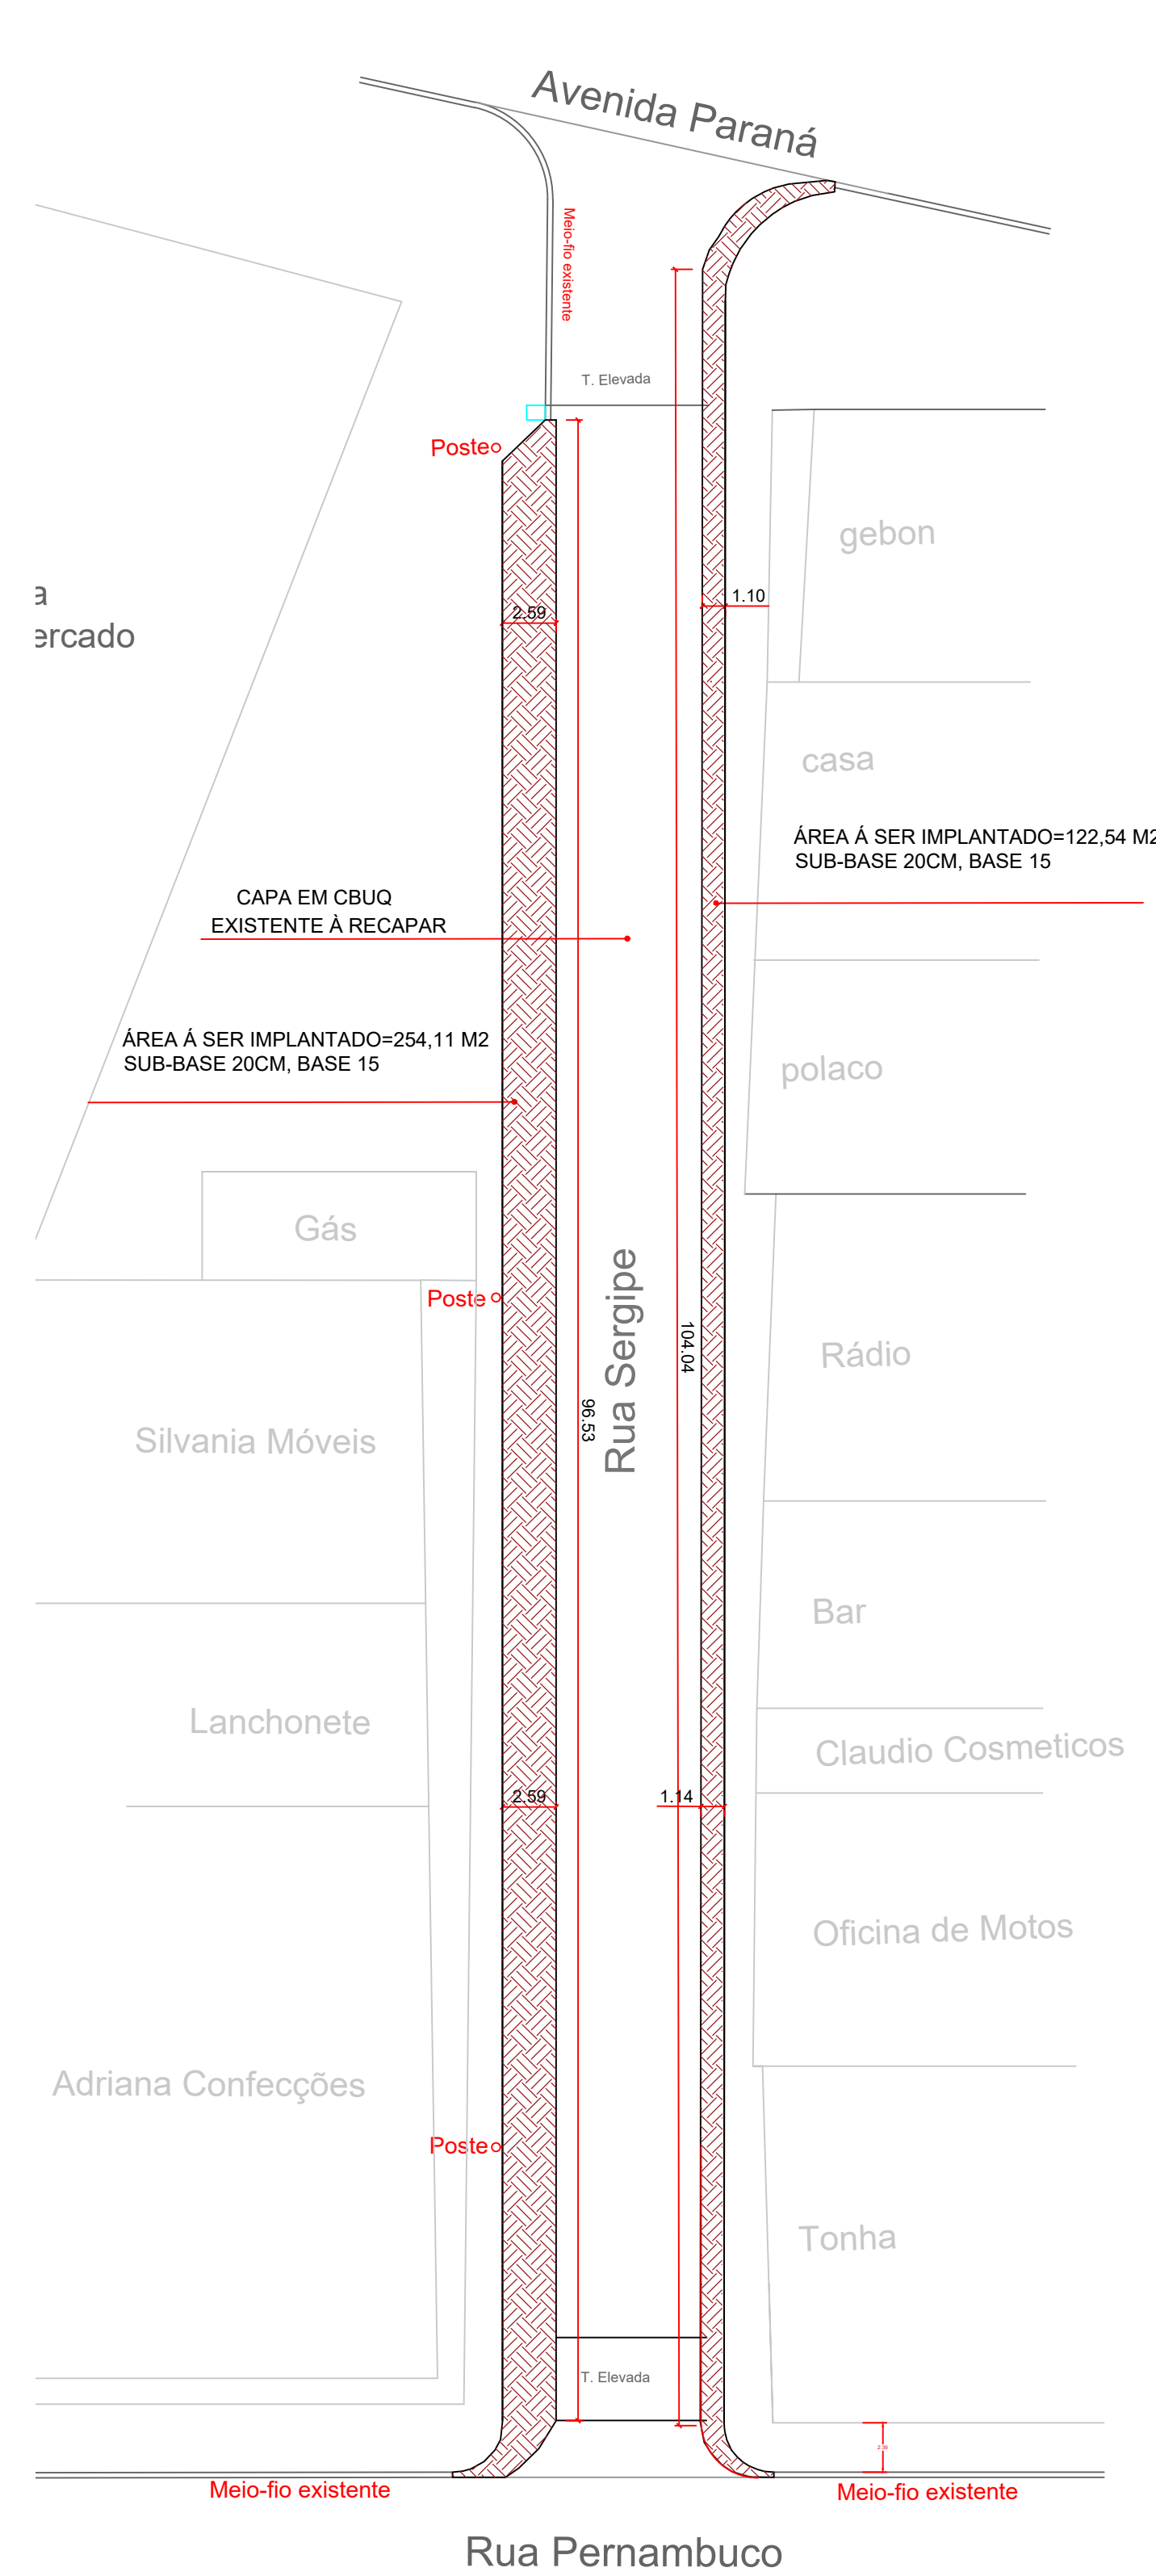 Avenida Paraná
Meio-fio existente
T. Elevada
Poste
gebon
a
ercado
1.10
2.59
casa
ÁREA Á SER IMPLANTADO=122,54 M2
SUB-BASE 20CM, BASE 15
CAPA EM CBUQ
EXISTENTE À RECAPAR
ÁREA Á SER IMPLANTADO=254,11 M2
SUB-BASE 20CM, BASE 15
polaco
Gás
Poste
Rua Sergipe
104.04
96.53
Rádio
Silvania Móveis
Bar
Lanchonete
Claudio Cosmeticos
2.59
1.14
Oficina de Motos
Adriana Confecções
Poste
Tonha
T. Elevada
Meio-fio existente
Meio-fio existente
Rua Pernambuco